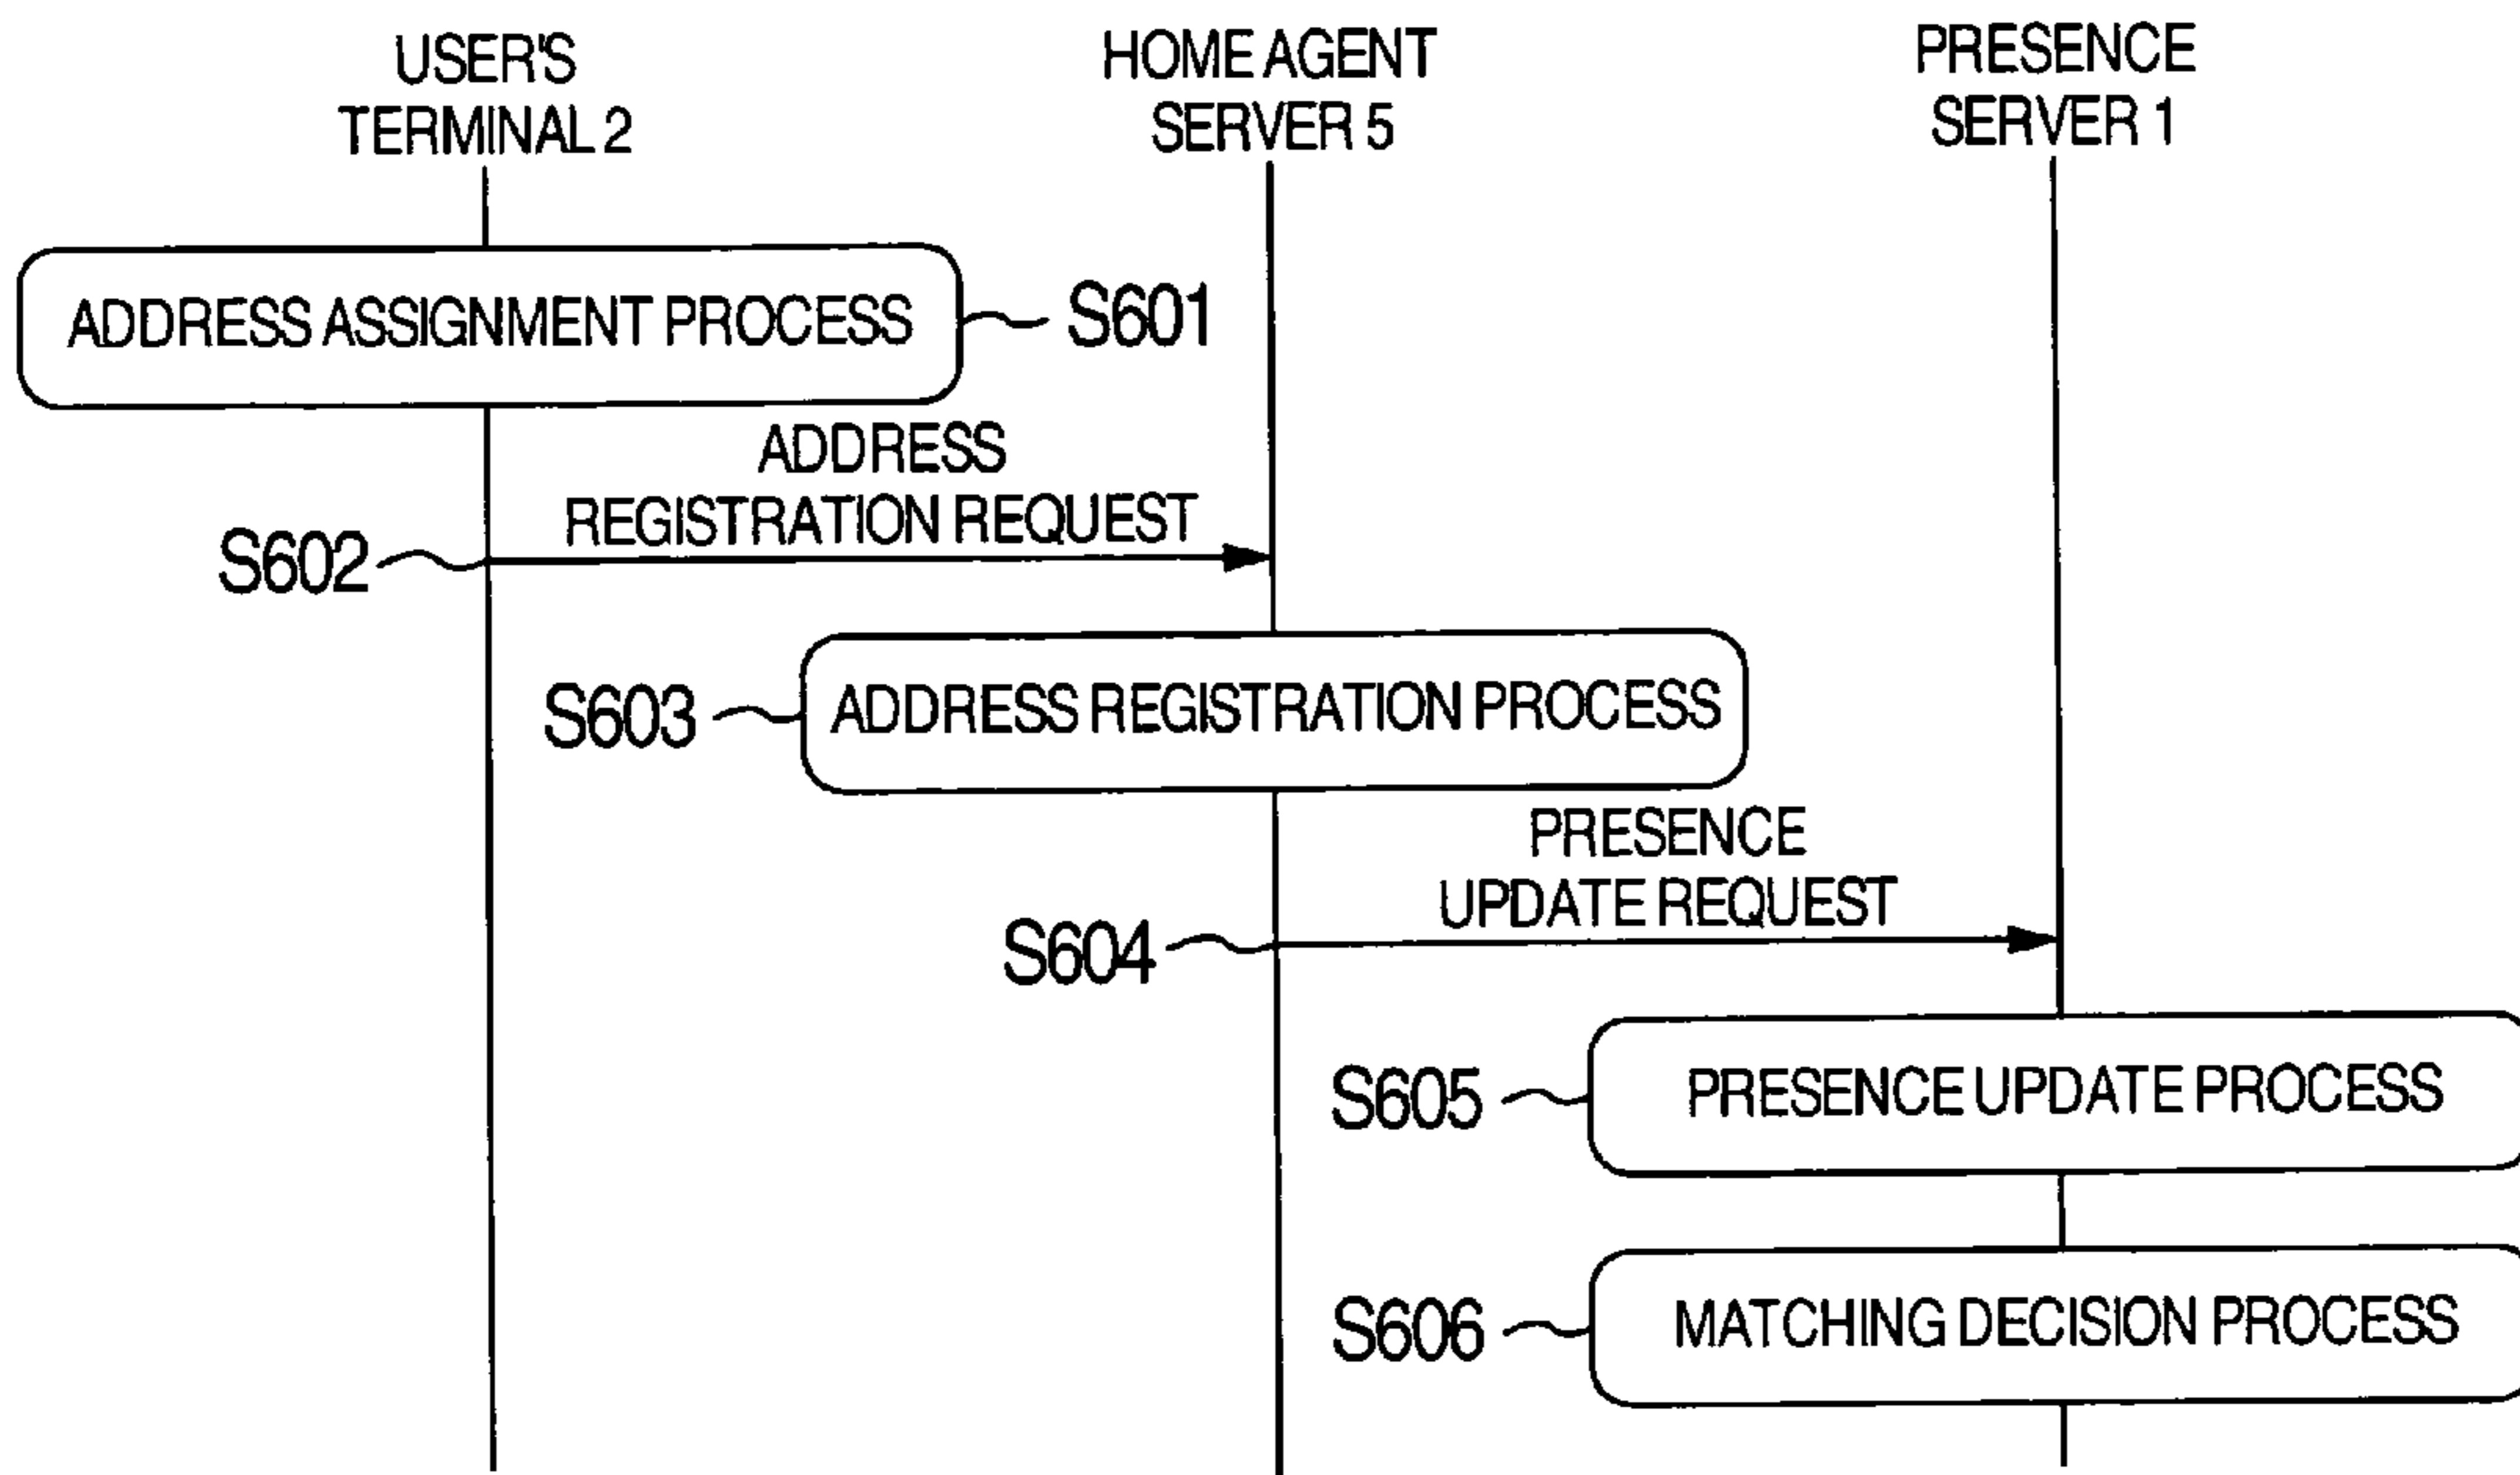 USER'S
TERMINAL 2
HOME AGENT
SERVER 5
PRESENCE
SERVER 1
ADDRESS ASSIGNMENT PROCESS
S601
ADDRESS
REGISTRATION REQUEST
S602
S603
ADDRESS REGISTRATION PROCESS
PRESENCE
UPDATE REQUEST
S604
S605
PRESENCE UPDATE PROCESS
S606
MATCHING DECISION PROCESS